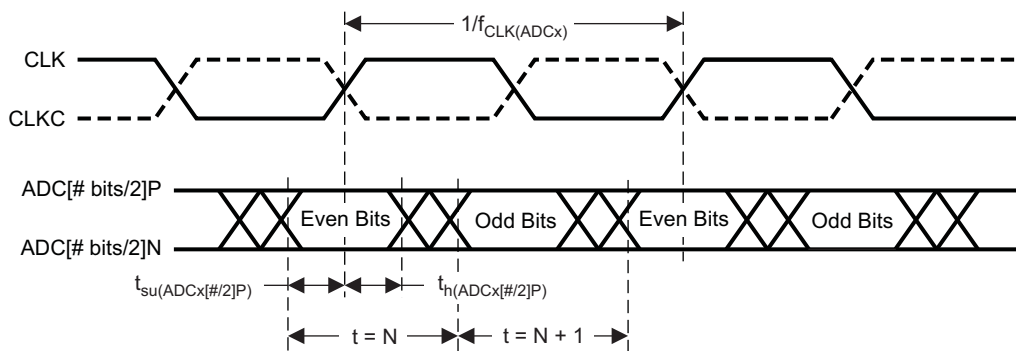 1/fCLK(ADCx)
CLK
CLKC
ADC[# bits/2]P
Even Bits Odd Bits Even Bits Odd Bits
ADC[# bits/2]N
tsu(ADCx[#/2]P) th(ADCx[#/2]P)
t = N t = N + 1